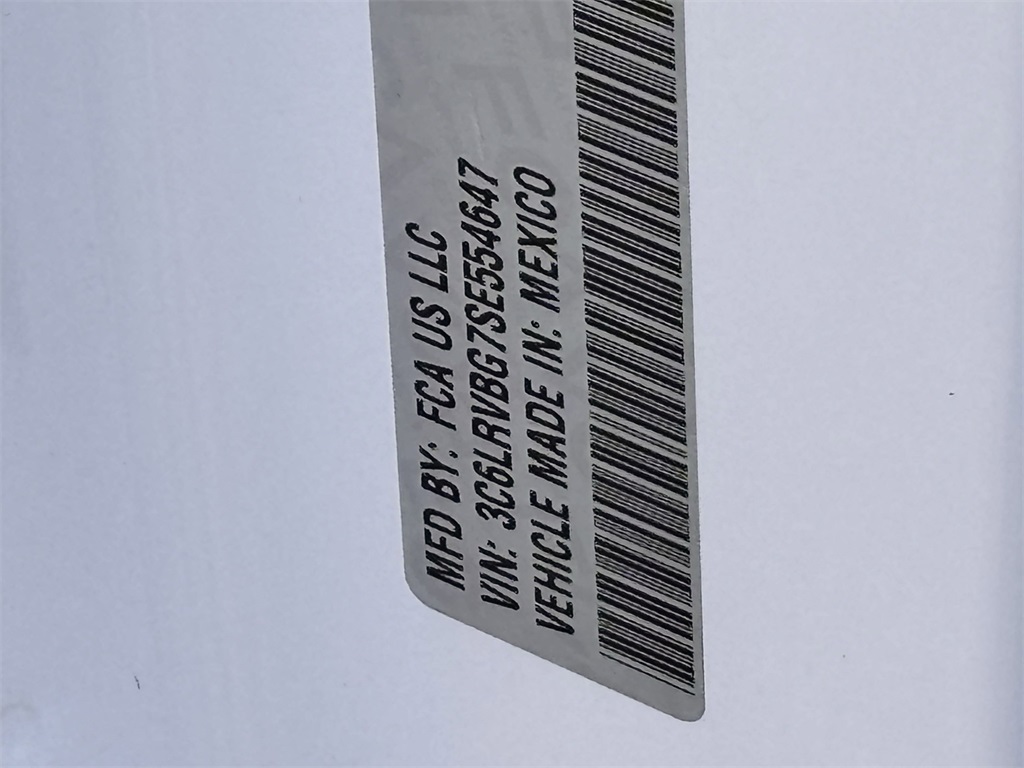 MFD BY: FCA US LLC
VIN: 3C6LRVBG7SE554647
VEHICLE MADE IN: MEXICO